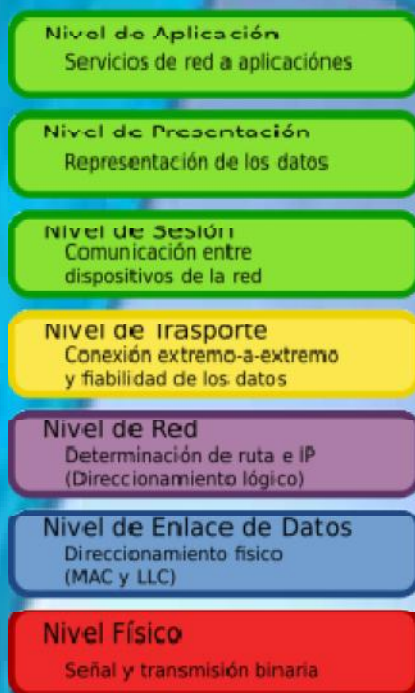 Nivel de Aplicación
Servicios de red a aplicaciónes
Nivel de Presentación
Representación de los datos
Nivel de Sesión
Comunicación entre
dispositivos de la red
Nivel de Trasporte
Conexión extremo-a-extremo
y fiabilidad de los datos
Nivel de Red
Determinación de ruta e IP
(Direccionamiento lógico)
Nivel de Enlace de Datos
Direccionamiento fisico
(MAC y LLC)
Nivel Físico
Señal y transmisión binaria